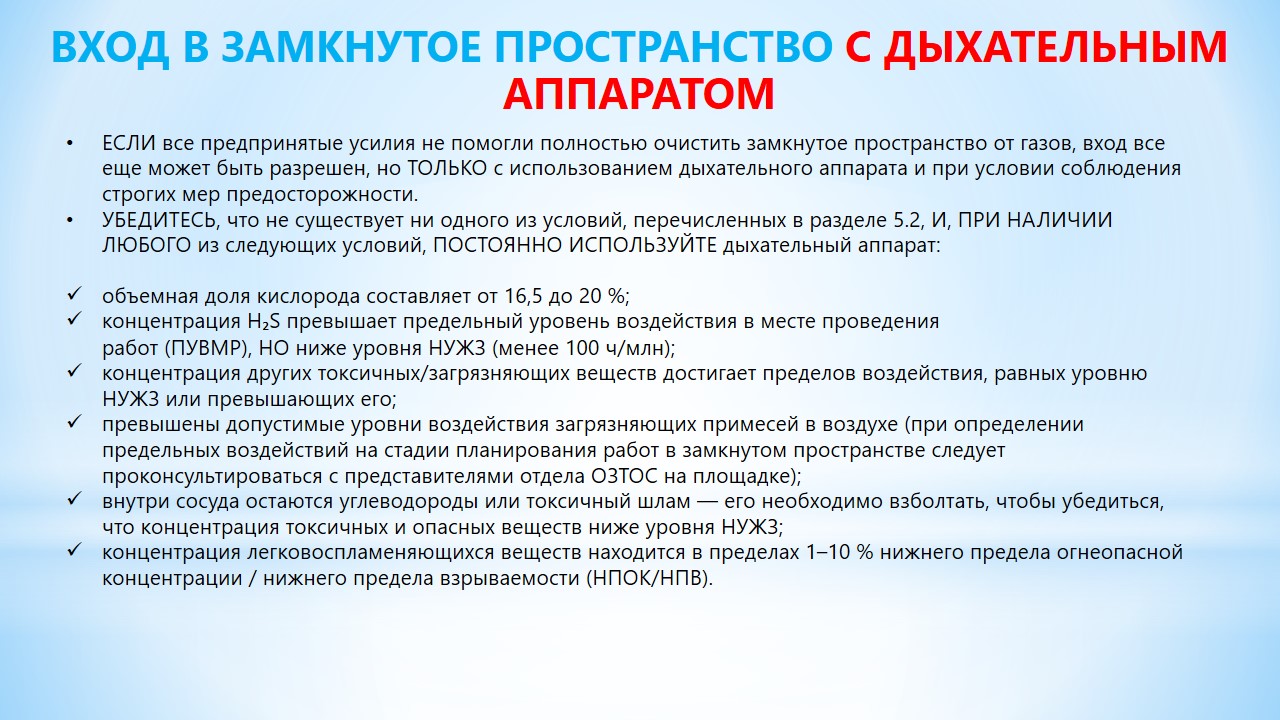 ВХОД В ЗАМКНУТОЕ ПРОСТРАНСТВО С ДЫХАТЕЛЬНЫМ
АППАРАТОМ
• ЕСЛИ все предпринятые усилия не помогли полностью очистить замкнутое пространство от газов, вход все
еще может быть разрешен, но ТОЛЬКО с использованием дыхательного аппарата и при условии соблюдения
строгих мер предосторожности.
• УБЕДИТЕСЬ, что не существует ни одного из условий, перечисленных в разделе 5.2, И, ПРИ НАЛИЧИИ
ЛЮБОГО из следующих условий, ПОСТОЯННО ИСПОЛЬЗУЙТЕ дыхательный аппарат:
✓ объемная доля кислорода составляет от 16,5 до 20 %;
✓ концентрация H₂S превышает предельный уровень воздействия в месте проведения
работ (ПУВМР), НО ниже уровня НУЖЗ (менее 100 ч/млн);
✓ концентрация других токсичных/загрязняющих веществ достигает пределов воздействия, равных уровню
НУЖЗ или превышающих его;
✓ превышены допустимые уровни воздействия загрязняющих примесей в воздухе (при определении
предельных воздействий на стадии планирования работ в замкнутом пространстве следует
проконсультироваться с представителями отдела ОЗТОС на площадке);
✓ внутри сосуда остаются углеводороды или токсичный шлам — его необходимо взболтать, чтобы убедиться,
что концентрация токсичных и опасных веществ ниже уровня НУЖЗ;
✓ концентрация легковоспламеняющихся веществ находится в пределах 1–10 % нижнего предела огнеопасной
концентрации / нижнего предела взрываемости (НПОК/НПВ).